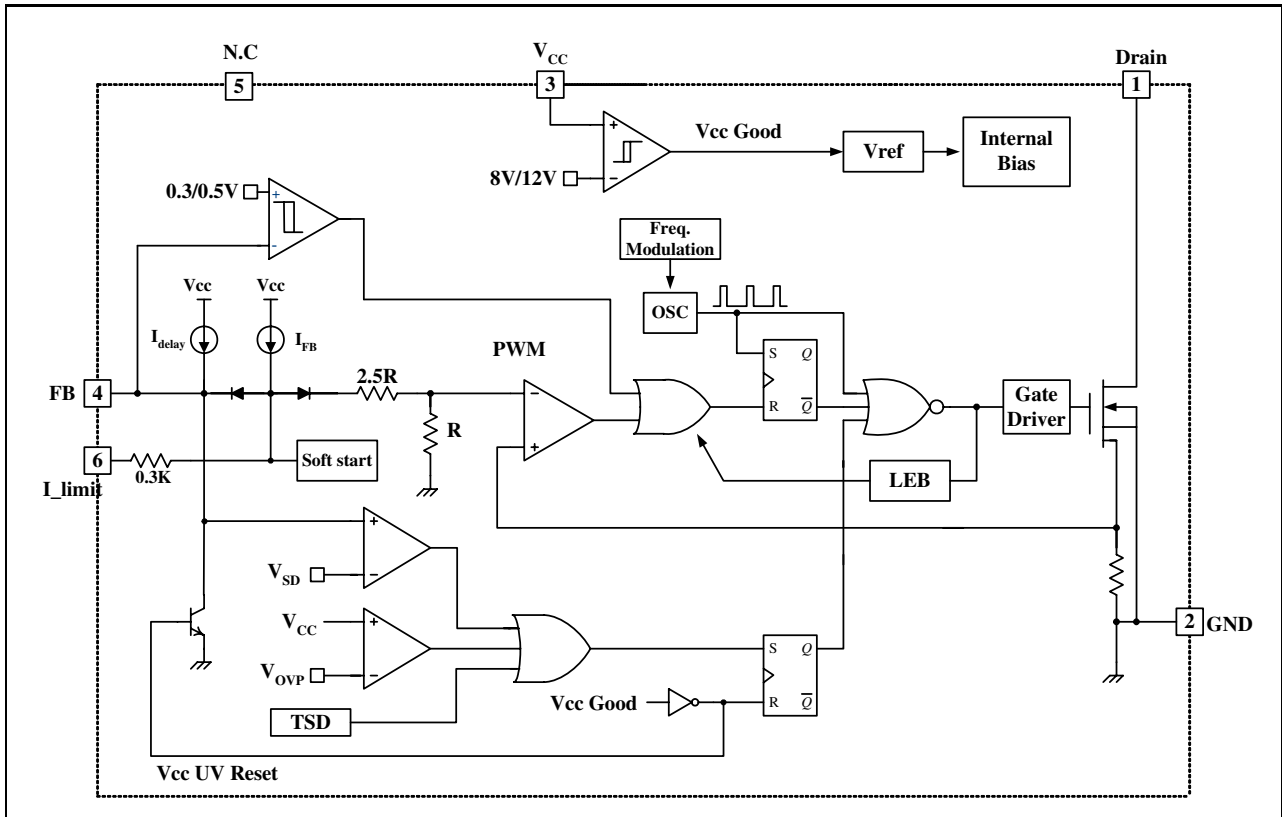 N.C
5
V_CC
3
Drain
1
Vcc Good
Vref
Internal
Bias
8V/12V
+
−
0.3/0.5V
+
-
Freq.
Modulation
OSC
Vcc
Vcc
I_delay
I_FB
PWM
S
Q
R
Q̅
FB
4
2.5R
R
−
+
Gate
Driver
6
I_limit
0.3K
Soft start
LEB
V_SD
+
−
V_CC
+
V_OVP
−
TSD
S
Q
Vcc Good
R
Q̅
2
GND
Vcc UV Reset